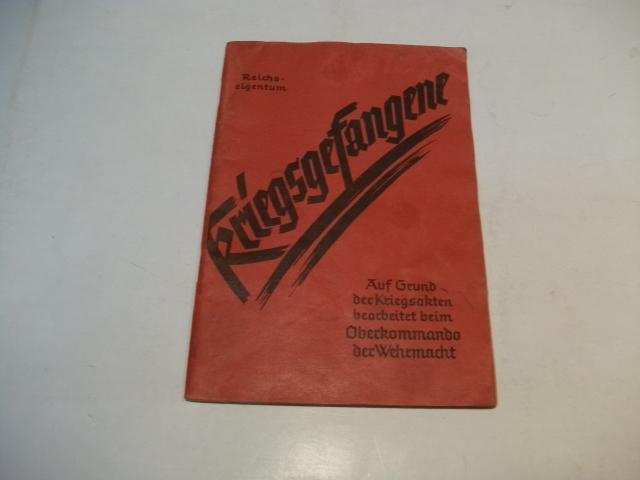 Reichs-
eigentum
Kriegsgefangene
Auf Grund
der Kriegsakten
bearbeitet beim
Oberkommando
der Wehrmacht